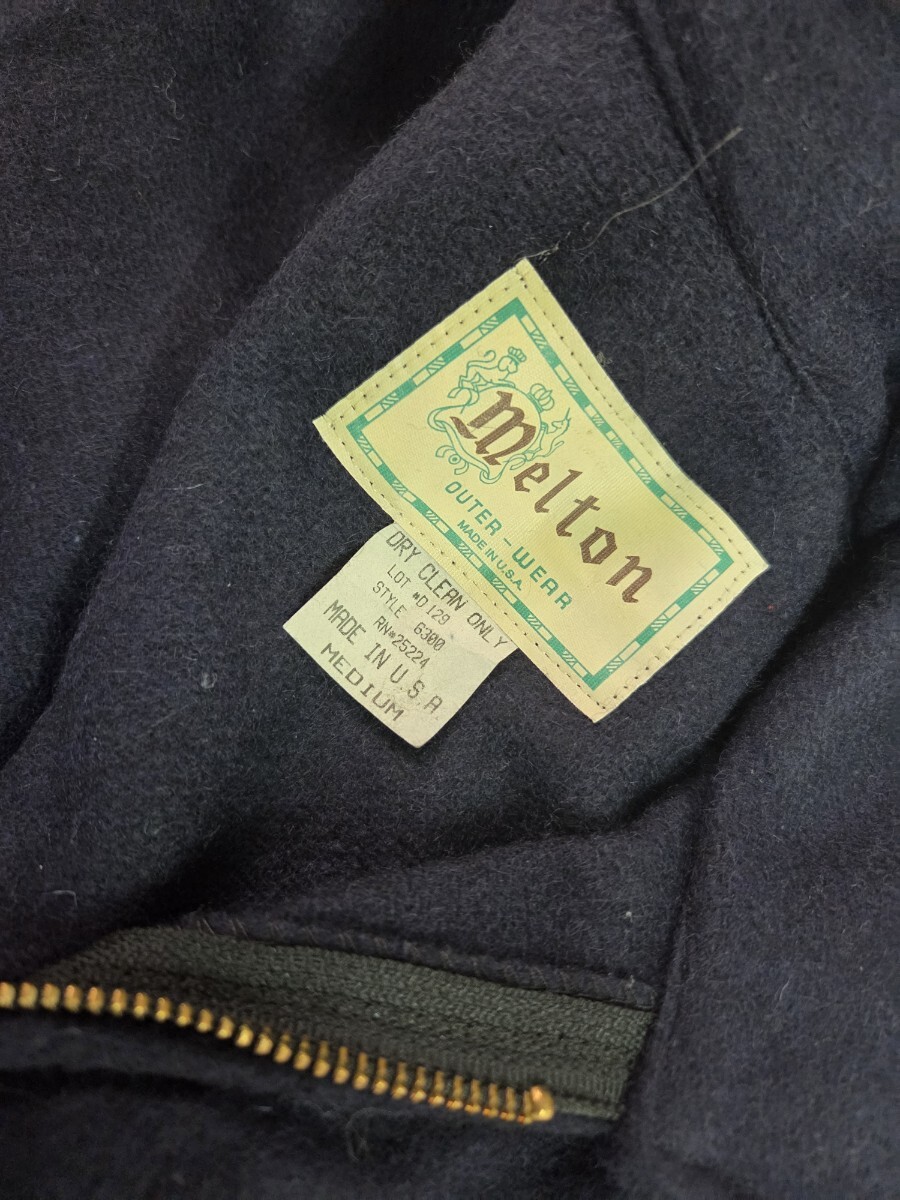 Melton
OUTER-WEAR
MADE IN U.S.A.
DRY CLEAN ONLY
LOT #D129
STYLE 6300
RN#25224
MADE IN U S A
MEDIUM